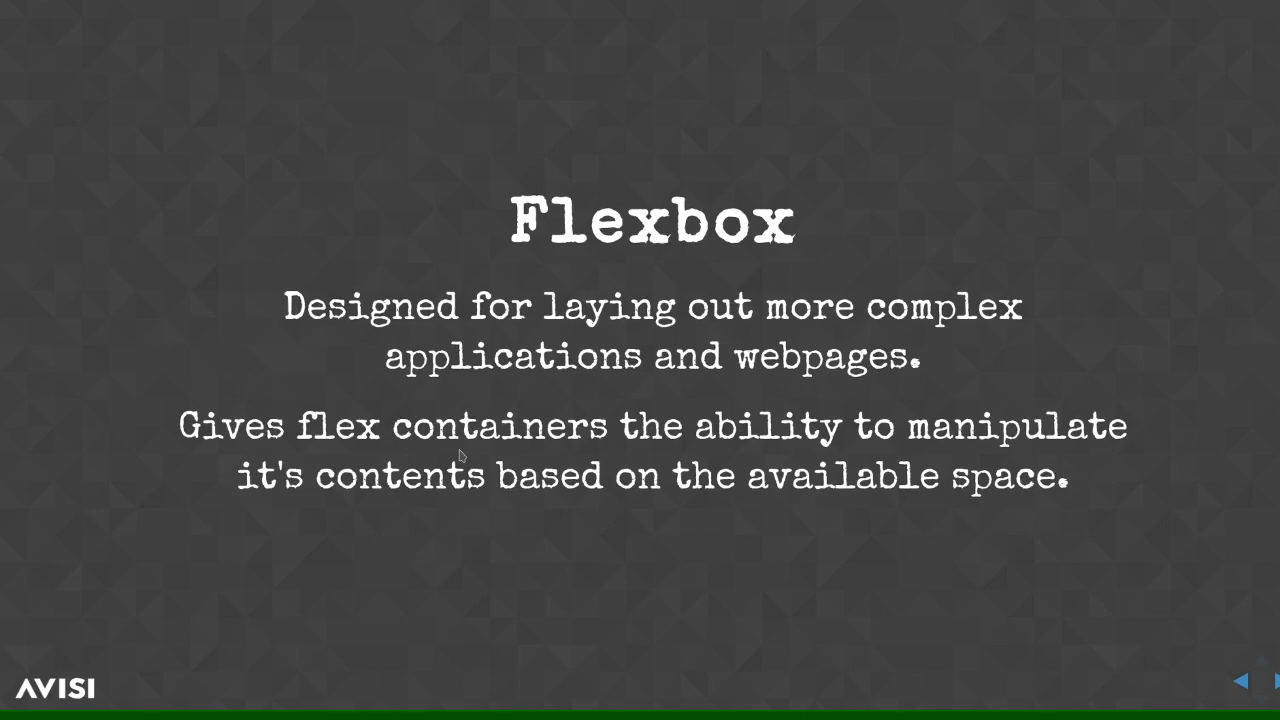 Flexbox
Designed for laying out more complex
applications and webpages.
Gives flex containers the ability to manipulate
it's contents based on the available space.
AVISI